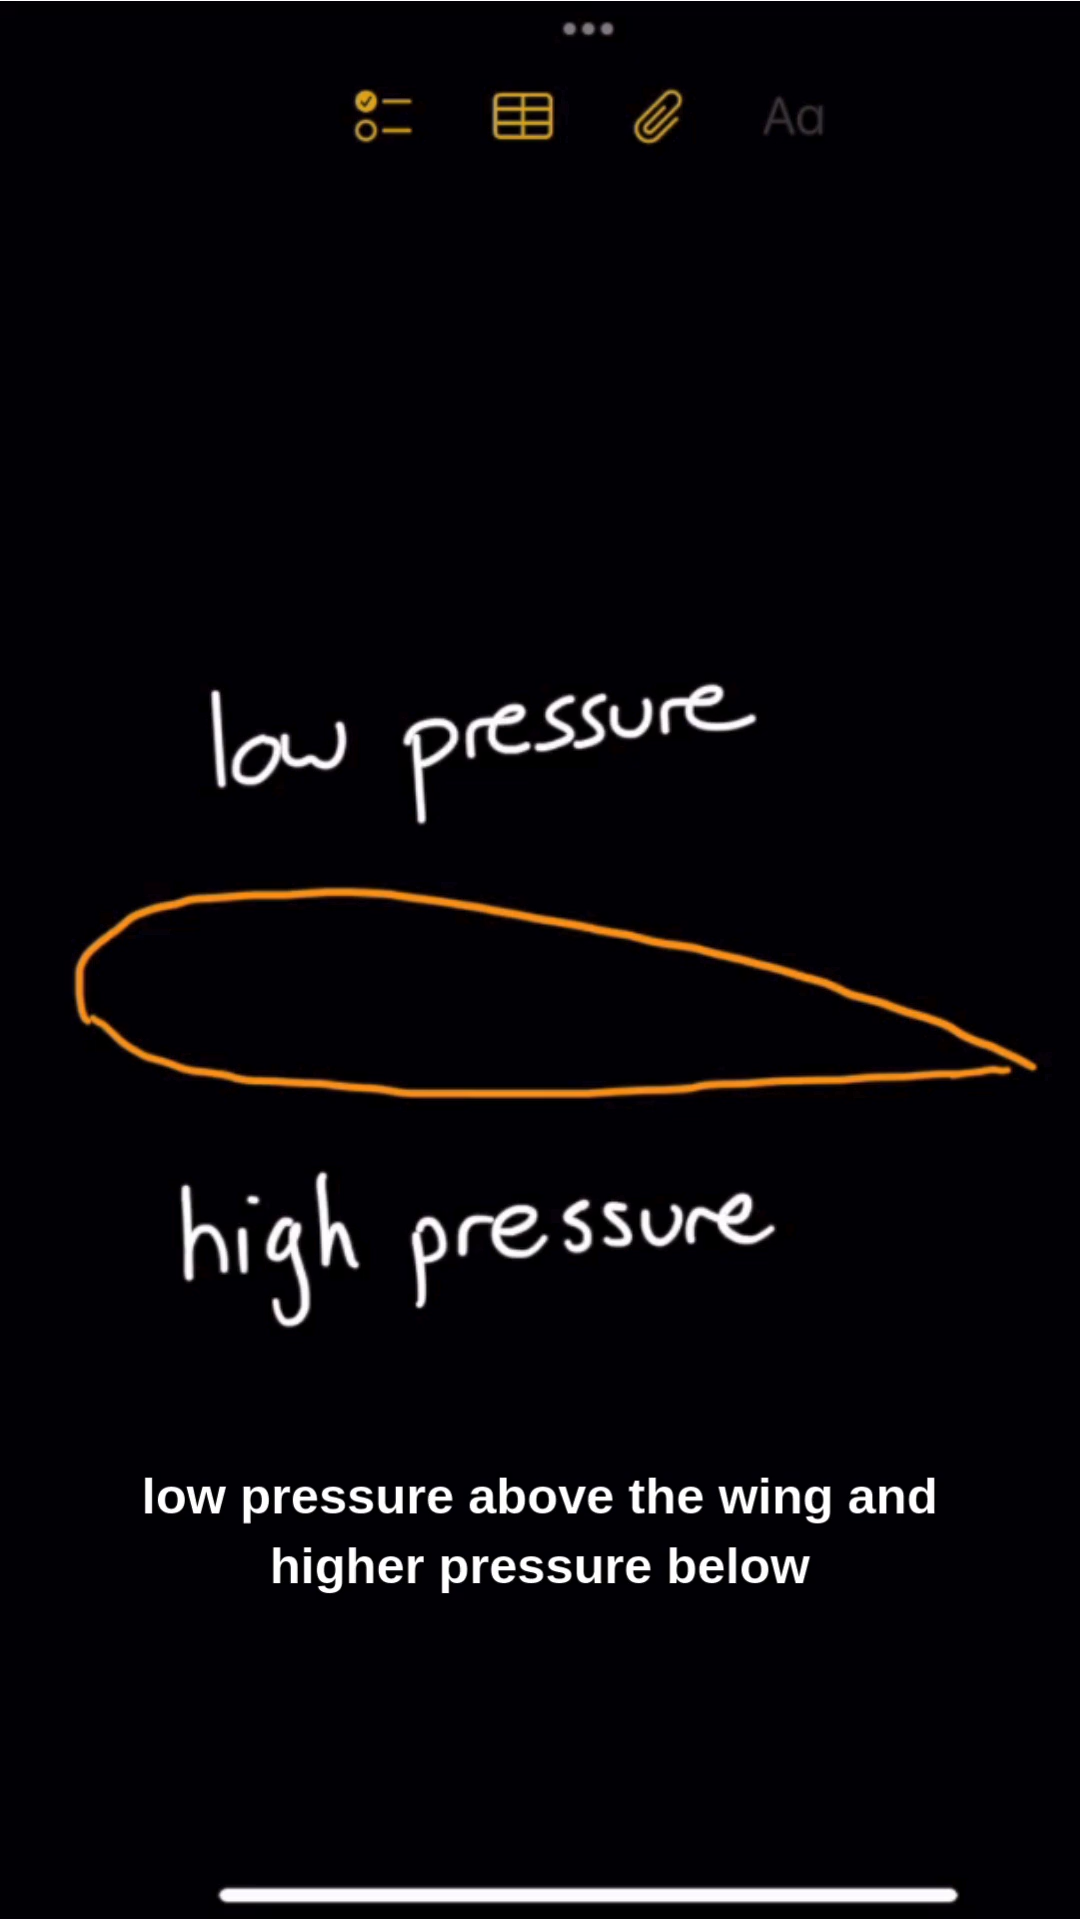 Aa
low pressure
high pressure
low pressure above the wing and
higher pressure below